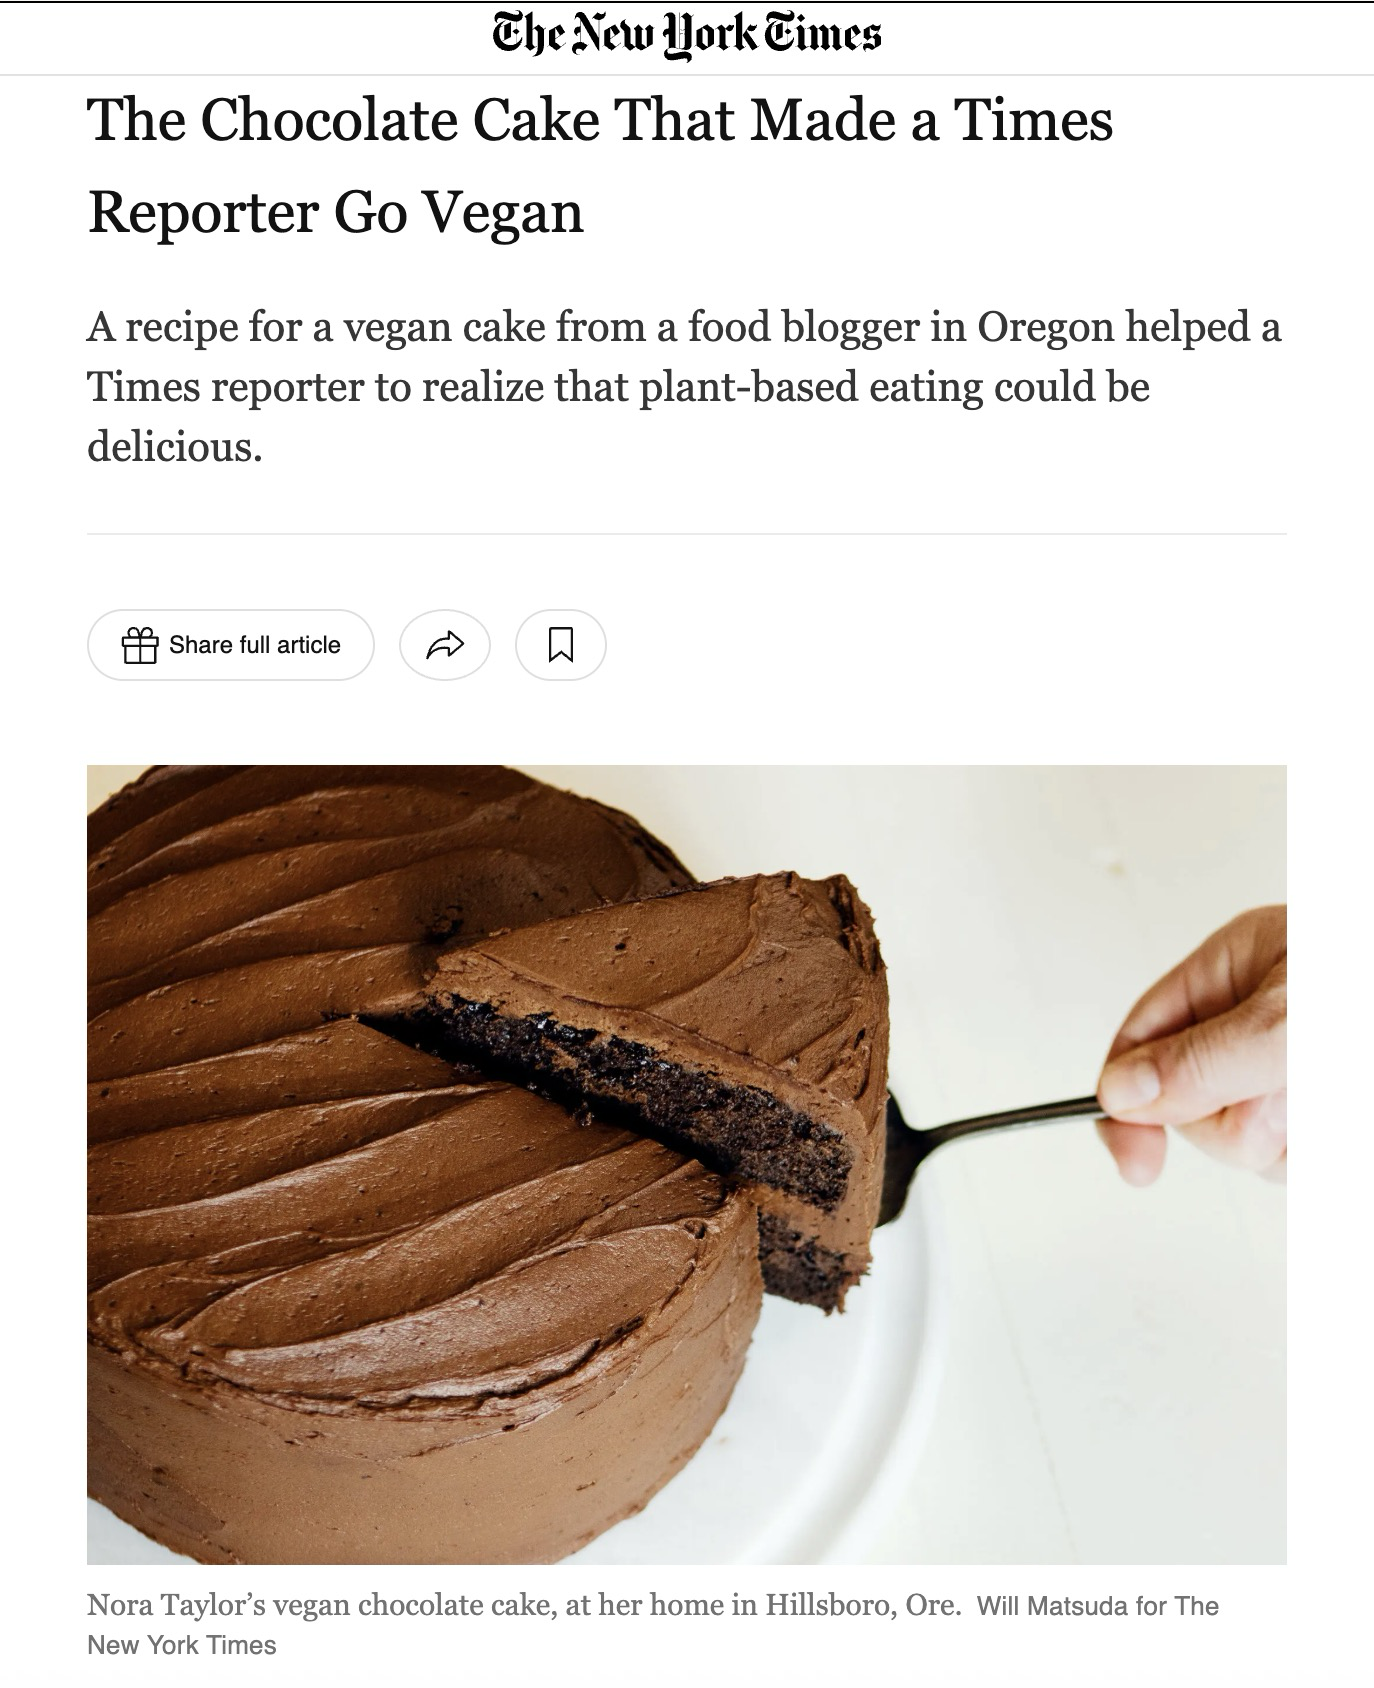 The New York Times
The Chocolate Cake That Made a Times
Reporter Go Vegan
A recipe for a vegan cake from a food blogger in Oregon helped a
Times reporter to realize that plant-based eating could be
delicious.
Share full article
Nora Taylor’s vegan chocolate cake, at her home in Hillsboro, Ore. Will Matsuda for The
New York Times